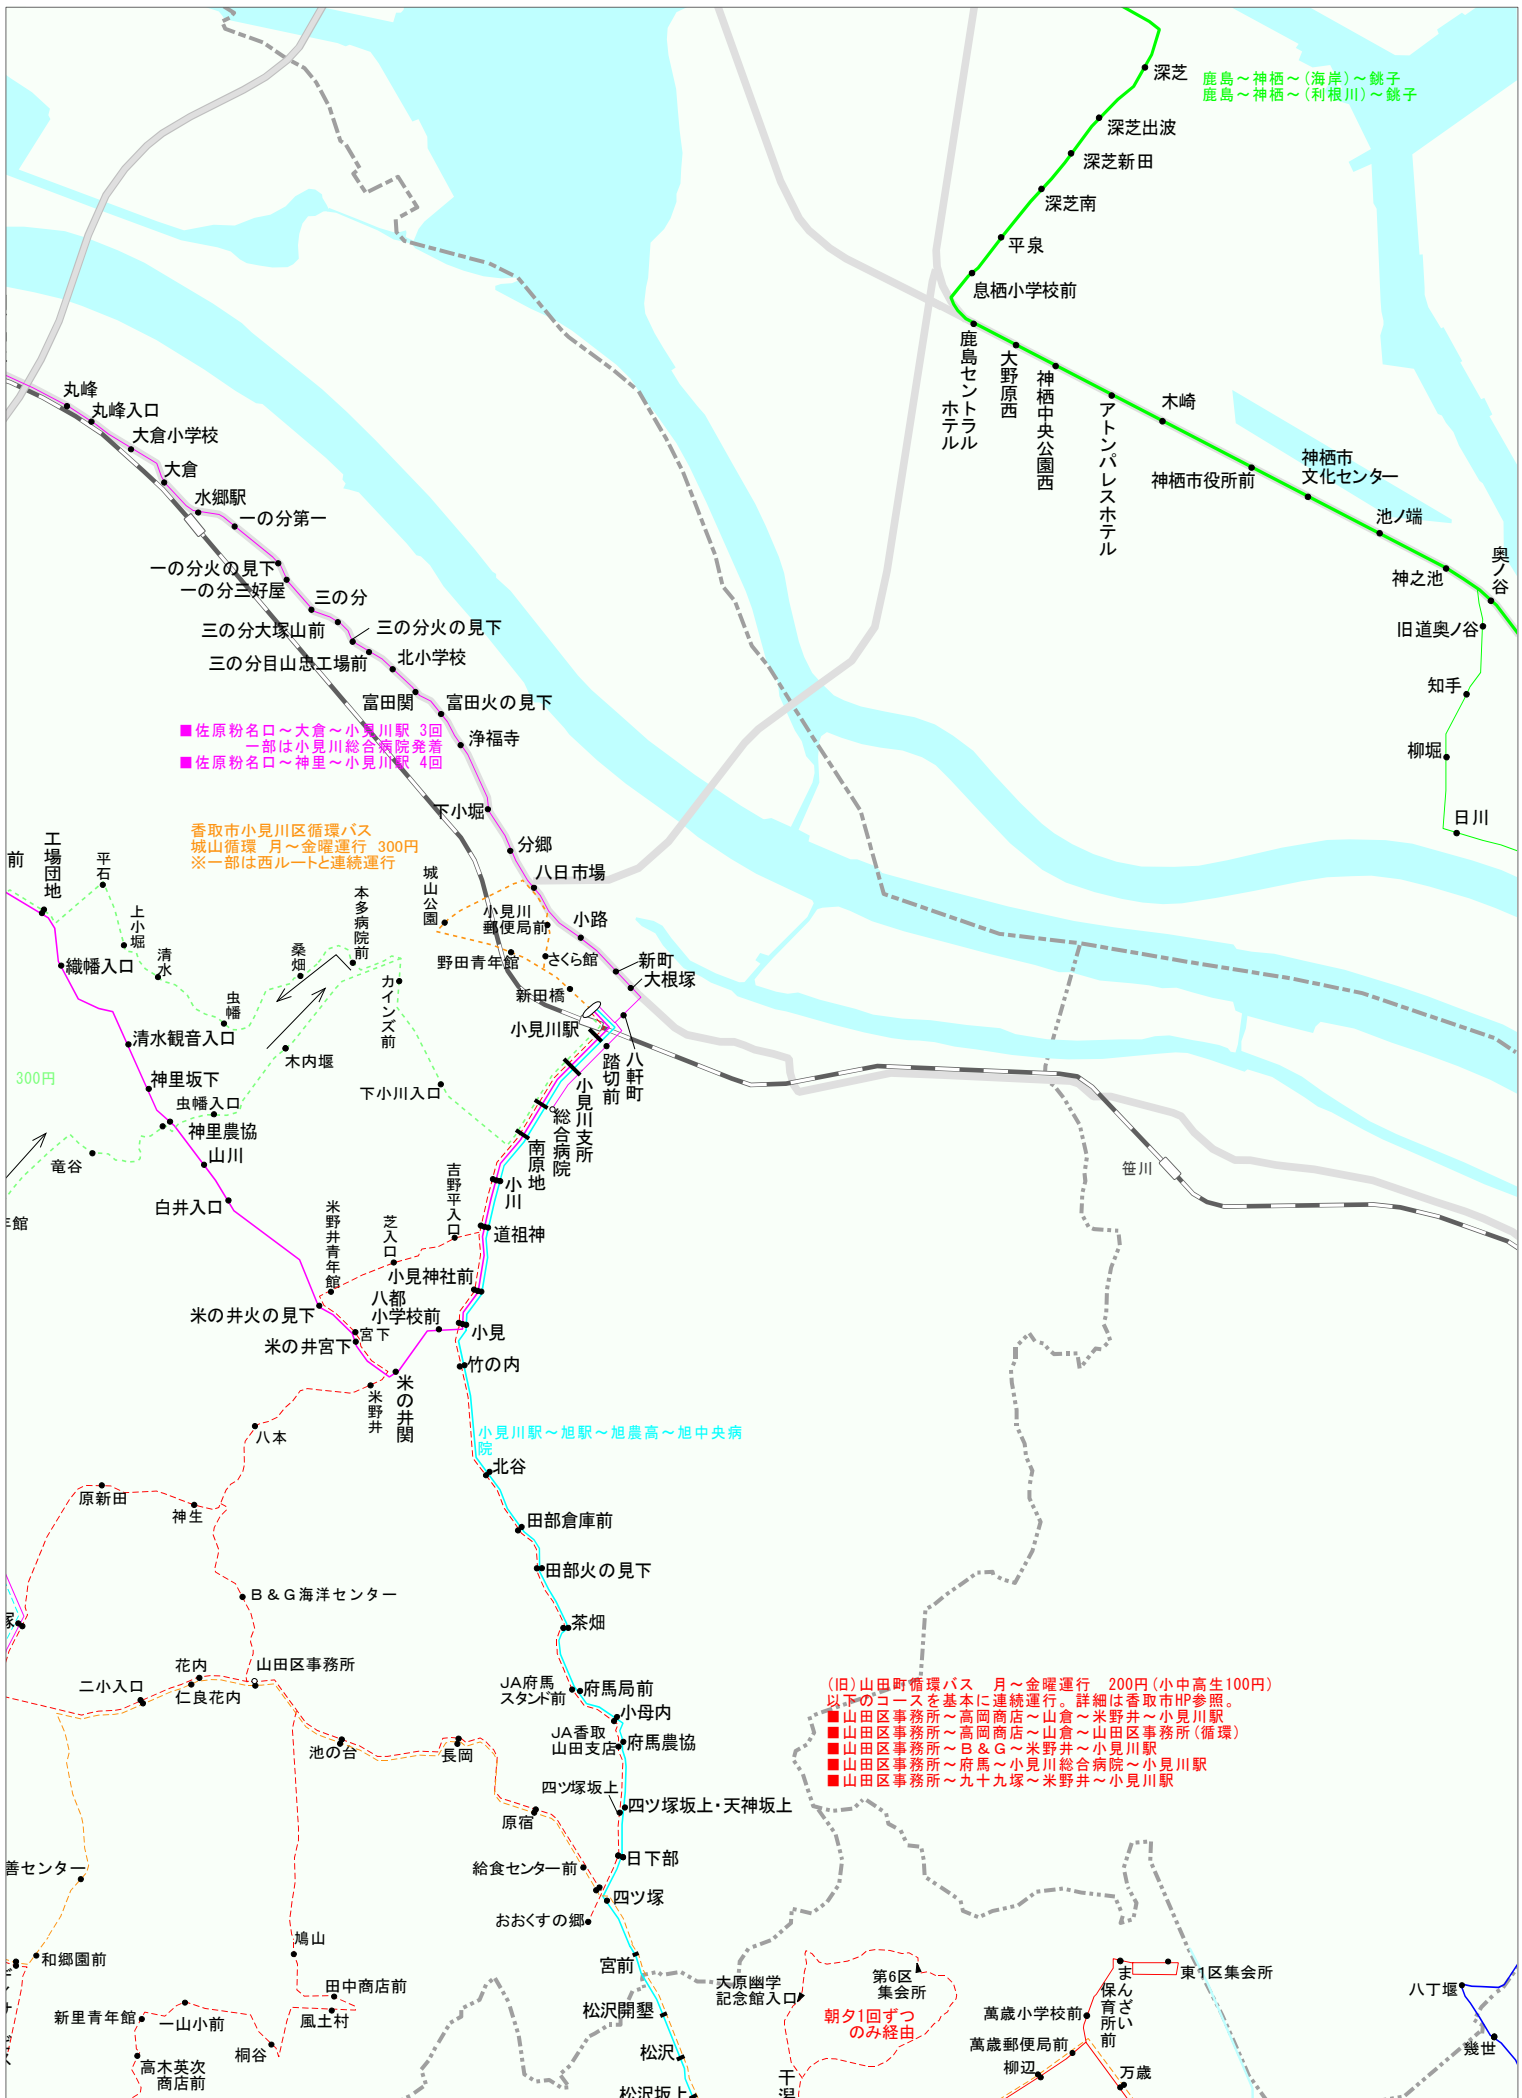 深芝
鹿島～神栖～(海岸)～銚子
鹿島～神栖～(利根川)～銚子
深芝出波
深芝新田
深芝南
平泉
息栖小学校前
鹿島セントラル
ホテル
大野原西
神栖中央公園西
アトンパレスホテル
木崎
神栖市役所前
神栖市
文化センター
池ノ端
神之池
奥ノ谷
旧道奥ノ谷
知手
柳堀
日川
丸峰
丸峰入口
大倉小学校
大倉
水郷駅
一の分第一
一の分火の見下
一の分三好屋
三の分
三の分大塚山前
三の分火の見下
三の分目山忠工場前
北小学校
富田関
富田火の見下
浄福寺
■佐原粉名口～大倉～小見川駅 3回
一部は小見川総合病院発着
■佐原粉名口～神里～小見川駅 4回
下小堀
分郷
八日市場
香取市小見川区循環バス
城山循環 月～金曜運行 300円
※一部は西ルートと連続運行
城山公園
小見川
郵便局前
小路
野田青年館
さくら館
新町
大根塚
新田橋
小見川駅
八軒町
踏切前
小見川支所
総合病院
南原地
小川
道祖神
前
工場団地
平石
上小堀
清水
虫幡
桑畑
本多病院前
カインズ前
織幡入口
清水観音入口
木内堰
300円
神里坂下
虫幡入口
下小川入口
神里農協
竜谷
山川
白井入口
年館
吉野平入口
芝入口
米野井青年館
小見神社前
八都
小学校前
米の井火の見下
宮下
米の井宮下
小見
竹の内
米の井関
米野井
笹川
八本
小見川駅～旭駅～旭農高～旭中央病
院
北谷
原新田
神生
田部倉庫前
田部火の見下
B＆G海洋センター
塚
茶畑
花内
山田区事務所
二小入口
仁良花内
JA府馬
スタンド前
府馬局前
小母内
JA香取
山田支店
府馬農協
池の台
長岡
四ツ塚坂上
四ツ塚坂上・天神坂上
原宿
日下部
給食センター前
四ツ塚
おおくすの郷
(旧)山田町循環バス 月～金曜運行 200円(小中高生100円)
以下のコースを基本に連続運行。詳細は香取市HP参照。
■山田区事務所～高岡商店～山倉～米野井～小見川駅
■山田区事務所～高岡商店～山倉～山田区事務所(循環)
■山田区事務所～B＆G～米野井～小見川駅
■山田区事務所～府馬～小見川総合病院～小見川駅
■山田区事務所～九十九塚～米野井～小見川駅
善センター
和郷園前
鳩山
田中商店前
新里青年館
一山小前
風土村
桐谷
高木英次
商店前
宮前
松沢開墾
松沢
松沢坂上
大原幽学
記念館入口
第6区
集会所
朝夕1回ずつ
のみ経由
干潟
まんざい
保育所前
東1区集会所
萬歳小学校前
萬歳郵便局前
柳辺
万歳
八丁堰
幾世